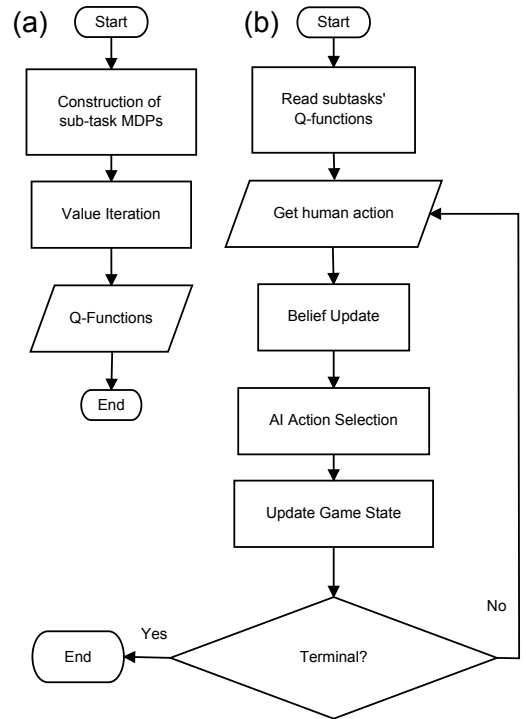 (a)
Start
Construction of
sub-task MDPs
Value Iteration
Q-Functions
End
(b)
Start
Read subtasks'
Q-functions
Get human action
Belief Update
AI Action Selection
Update Game State
Terminal?
Yes
No
End